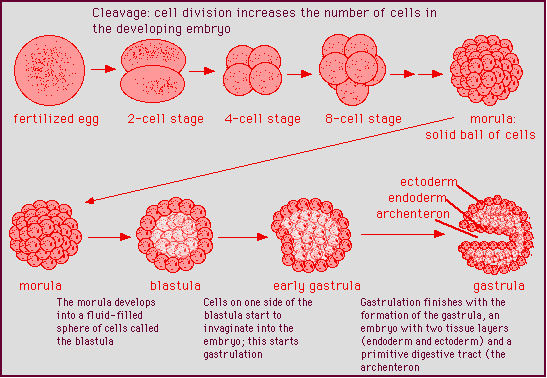 Cleavage: cell division increases the number of cells in
the developing embryo
fertilized egg
2-cell stage
4-cell stage
8-cell stage
morula:
solid ball of cells
ectoderm
endoderm
archenteron
morula
blastula
early gastrula
gastrula
The morula develops
into a fluid-filled
sphere of cells called
the blastula
Cells on one side of the
blastula start to
invaginate into the
embryo; this starts
gastrulation
Gastrulation finishes with the
formation of the gastrula, an
embryo with two tissue layers
(endoderm and ectoderm) and a
primitive digestive tract (the
archenteron